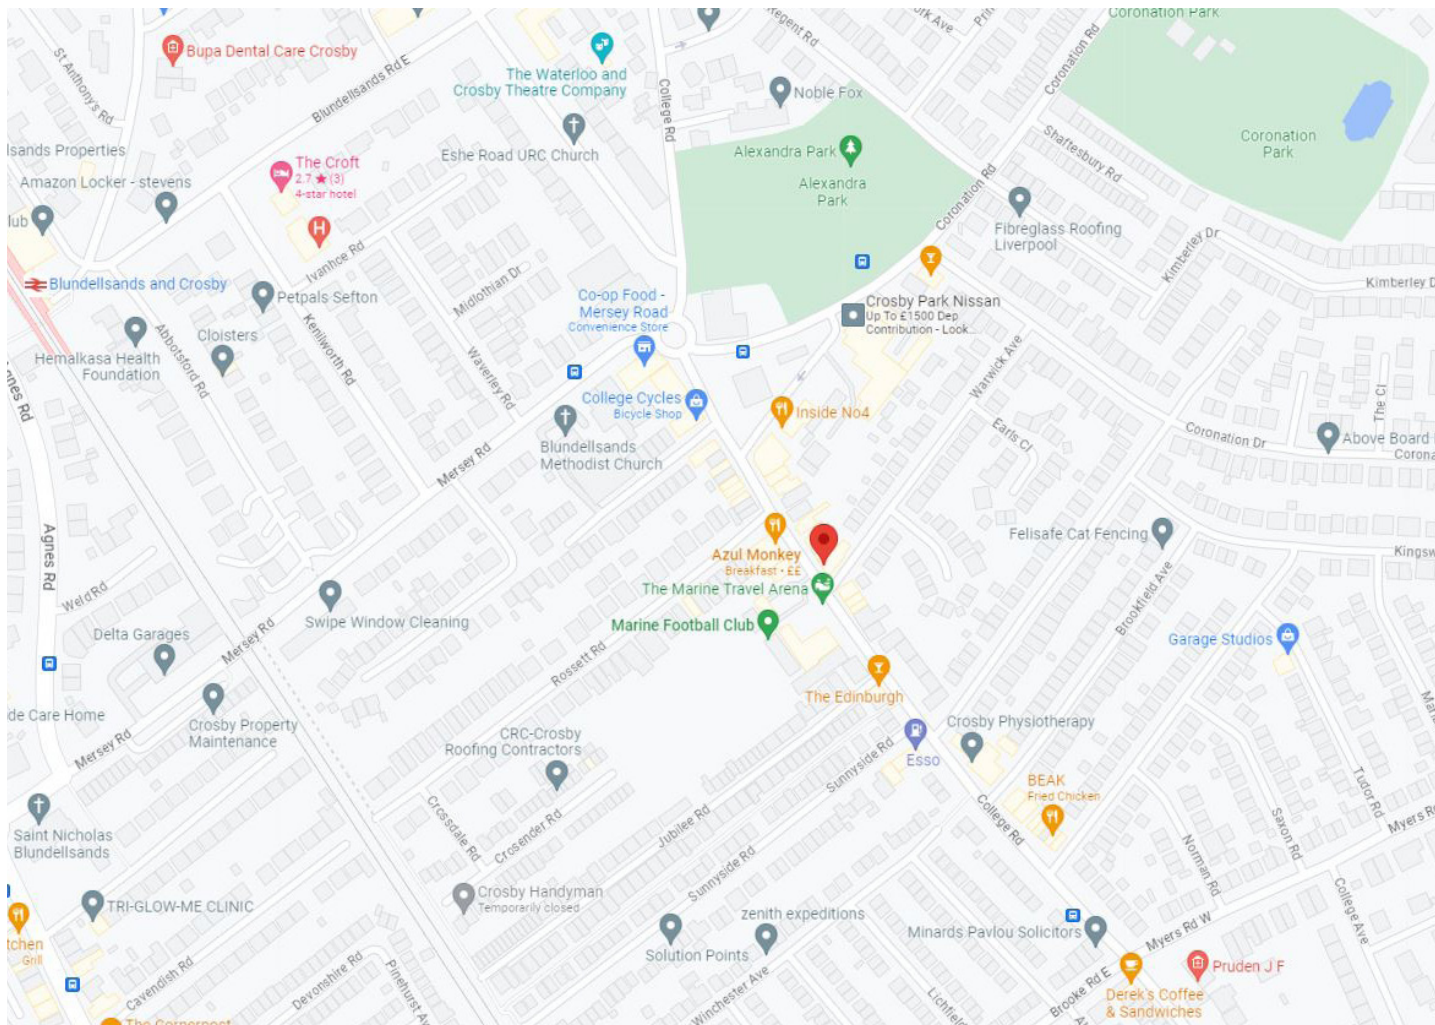 Coronation Park
Bupa Dental Care Crosby
St Anthony's Rd
Blundellsands Rd E
The Waterloo and
Crosby Theatre Company
College Rd
Regent Rd
Coronation Rd
Noble Fox
Eshe Road URC Church
Alexandra Park
Alexandra
Park
Shaftesbury Rd
Coronation
Park
sands Properties
Amazon Locker - stevens
The Croft
2.7 ★ (3)
4-star hotel
H
Coronation Rd
Fibreglass Roofing
Liverpool
Kimberley Dr
Kimberley D
Blundellsands and Crosby
Ivanhoe Rd
Midlothian Dr
Petpals Sefton
Co-op Food -
Mersey Road
Convenience Store
Crosby Park Nissan
Up To £1500 Dep
Contribution - Look...
Hemalkasa Health
Foundation
Abbotsford Rd
Cloisters
Kenilworth Rd
Waverley Rd
Warwick Ave
College Cycles
Bicycle Shop
Inside No4
Earls Cl
Coronation Dr
The Cl
Above Board
Corona
Blundellsands
Methodist Church
Mersey Rd
Agnes Rd
Azul Monkey
Breakfast • ££
The Marine Travel Arena
Marine Football Club
Felisafe Cat Fencing
Kingsw
Brookfield Ave
Weld Rd
Swipe Window Cleaning
Delta Garages
Mersey Rd
Rossett Rd
Garage Studios
The Edinburgh
de Care Home
Crosby Property
Maintenance
Mersey Rd
CRC-Crosby
Roofing Contractors
Sunnyside Rd
Esso
Crosby Physiotherapy
BEAK
Fried Chicken
Tudor Rd
Saint Nicholas
Blundellsands
Crossdale Rd
Crosender Rd
Jubilee Rd
College Rd
Saxon Rd
Myers R
Norman Rd
Sunnyside Rd
TRI-GLOW-ME CLINIC
Crosby Handyman
Temporarily closed
College Ave
zenith expeditions
Solution Points
Minards Pavlou Solicitors
Myers Rd W
tchen
Grill
Cavendish Rd
Devonshire Rd
Pinehurst Av
Winchester Ave
Lichfield
Brooke Rd E
Pruden J F
Derek's Coffee
& Sandwiches
The Cornerpost